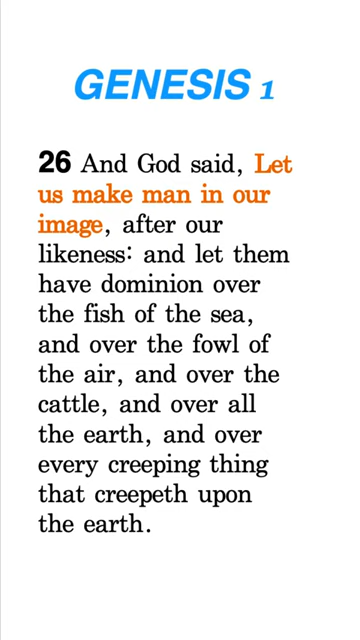 GENESIS 1
26 And God said, Let
us make man in our
image, after our
likeness: and let them
have dominion over
the fish of the sea,
and over the fowl of
the air, and over the
cattle, and over all
the earth, and over
every creeping thing
that creepeth upon
the earth.